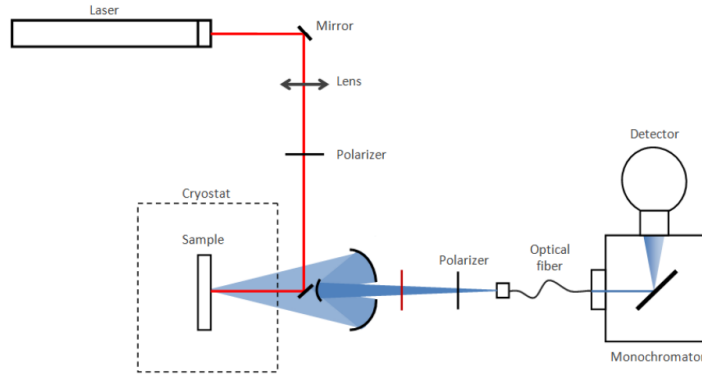 Laser
Mirror
Lens
Polarizer
Detector
Cryostat
Sample
Polarizer
Optical
fiber
Monochromator